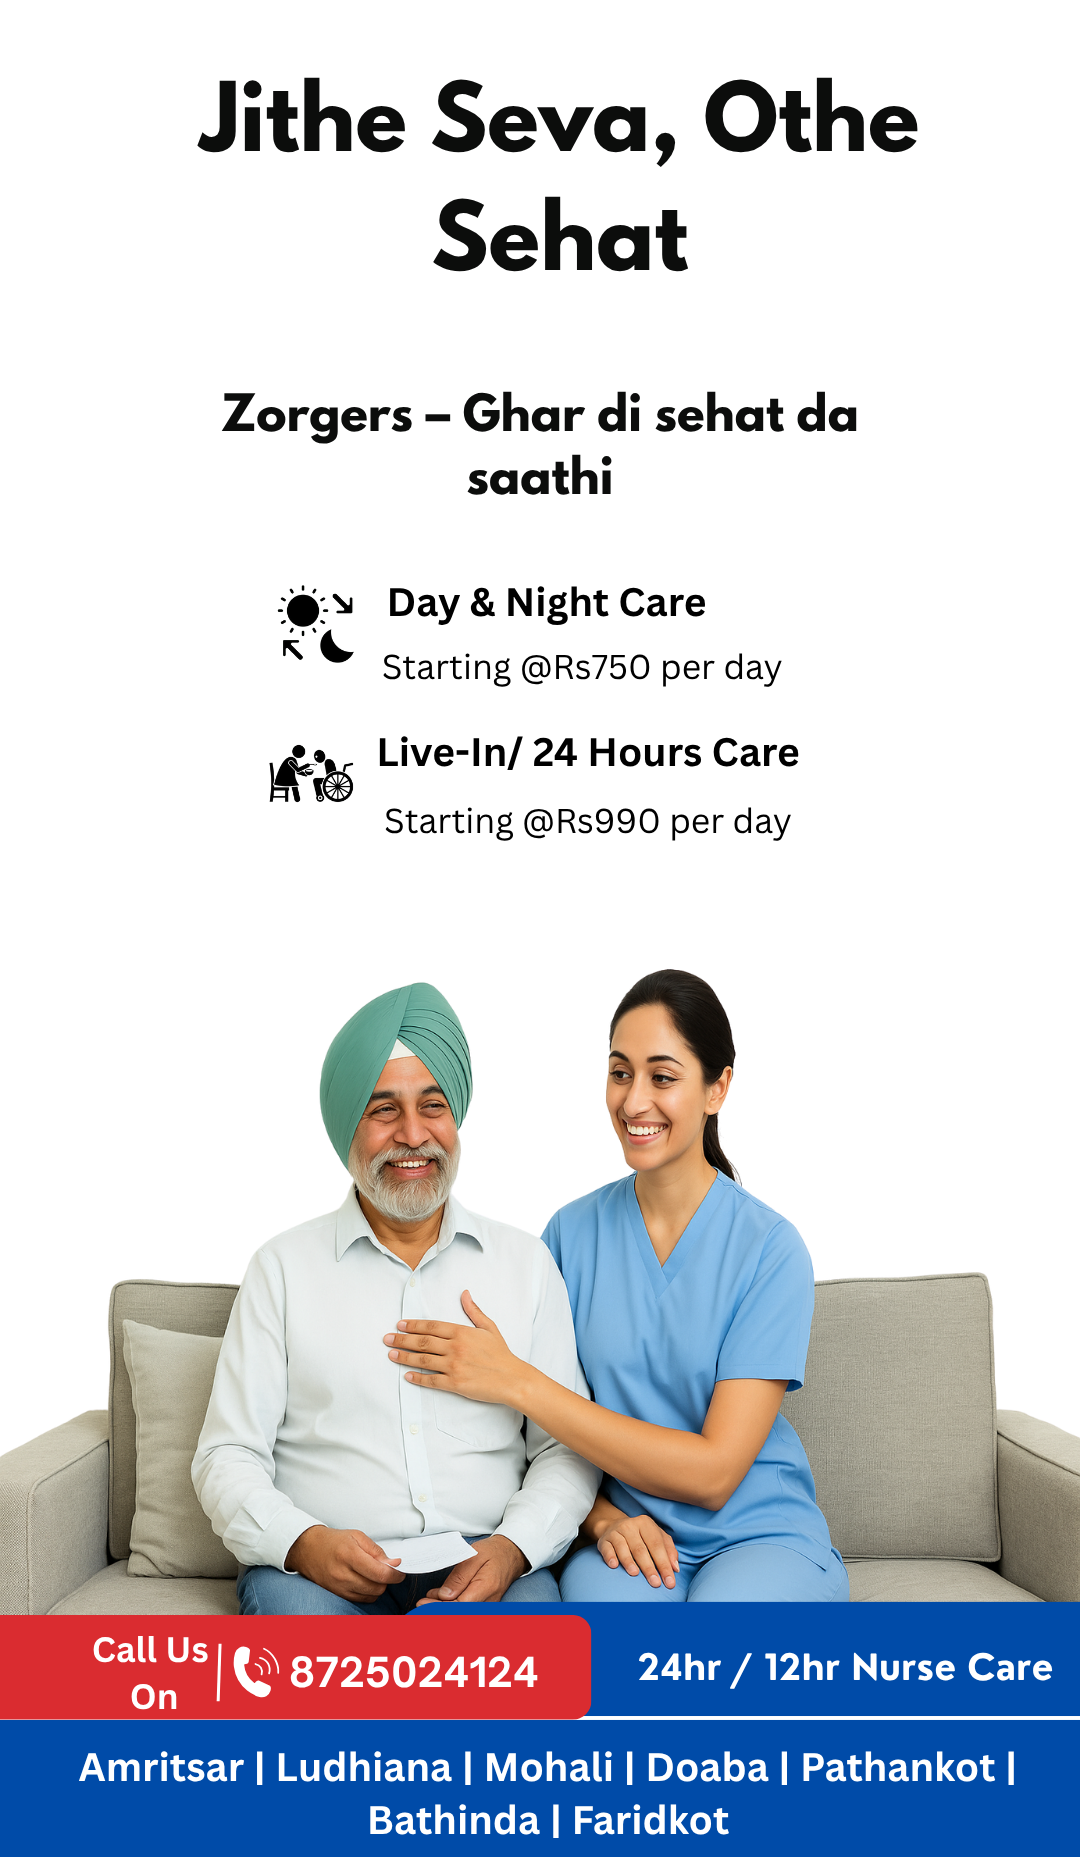 Jithe Seva, Othe
Sehat
Zorgers – Ghar di sehat da
saathi
Day & Night Care
Starting @Rs750 per day
Live-In/ 24 Hours Care
Starting @Rs990 per day
Call Us
On
8725024124
24hr / 12hr Nurse Care
Amritsar | Ludhiana | Mohali | Doaba | Pathankot |
Bathinda | Faridkot